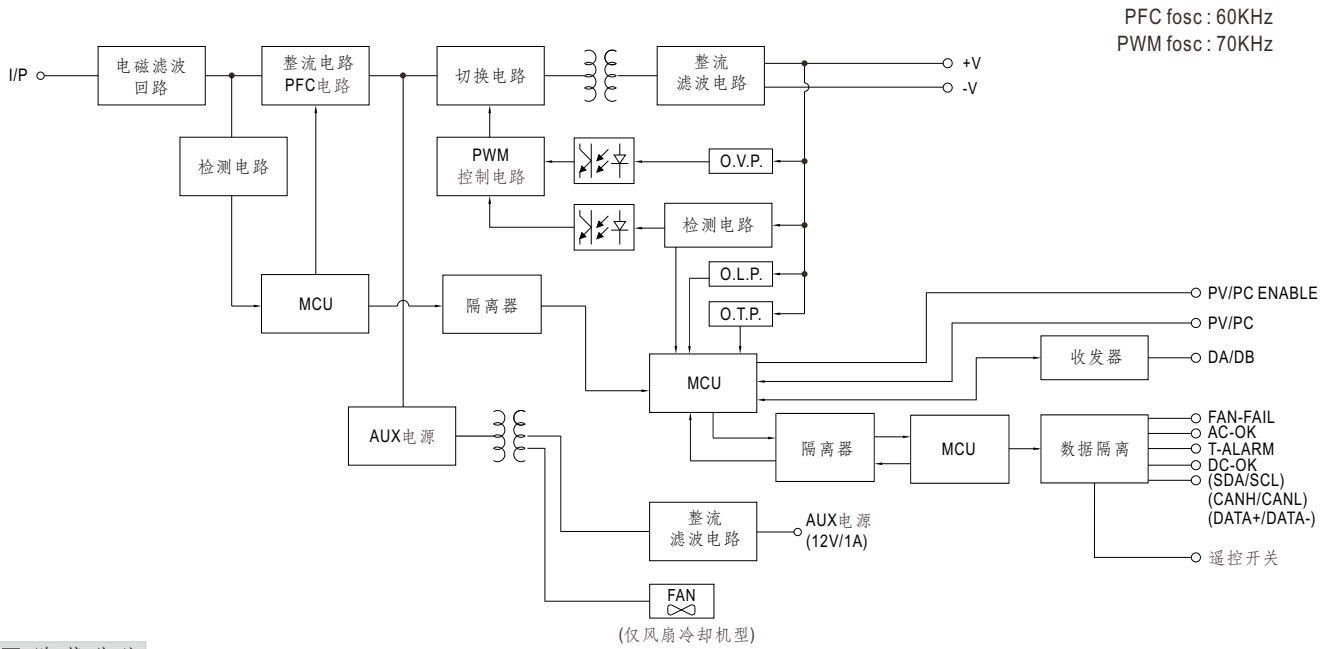 PFC fosc : 60KHz
PWM fosc : 70KHz
I/P
电磁滤波
回路
整流电路
PFC电路
切换电路
整流
滤波电路
+V
-V
检测电路
PWM
控制电路
O.V.P.
检测电路
O.L.P.
O.T.P.
MCU
隔离器
MCU
PV/PC ENABLE
PV/PC
收发器
DA/DB
AUX电源
隔离器
MCU
数据隔离
FAN-FAIL
AC-OK
T-ALARM
DC-OK
(SDA/SCL)
(CANH/CANL)
(DATA+/DATA-)
遥控开关
整流
滤波电路
AUX电源
(12V/1A)
FAN
(仅风扇冷却机型)